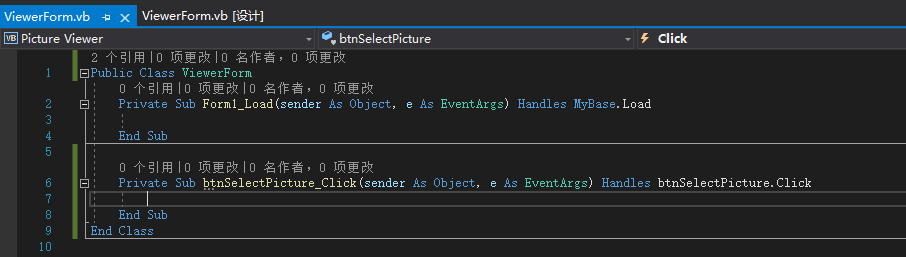 ViewerForm.vb ViewerForm.vb [设计]
VB Picture Viewer btnSelectPicture Click
2 个引用|0 项更改|0 名作者，0 项更改
1 Public Class ViewerForm
0 个引用|0 项更改|0 名作者，0 项更改
2 Private Sub Form1_Load(sender As Object, e As EventArgs) Handles MyBase.Load
3
4 End Sub
5
0 个引用|0 项更改|0 名作者，0 项更改
6 Private Sub btnSelectPicture_Click(sender As Object, e As EventArgs) Handles btnSelectPicture.Click
7
8 End Sub
9 End Class
10